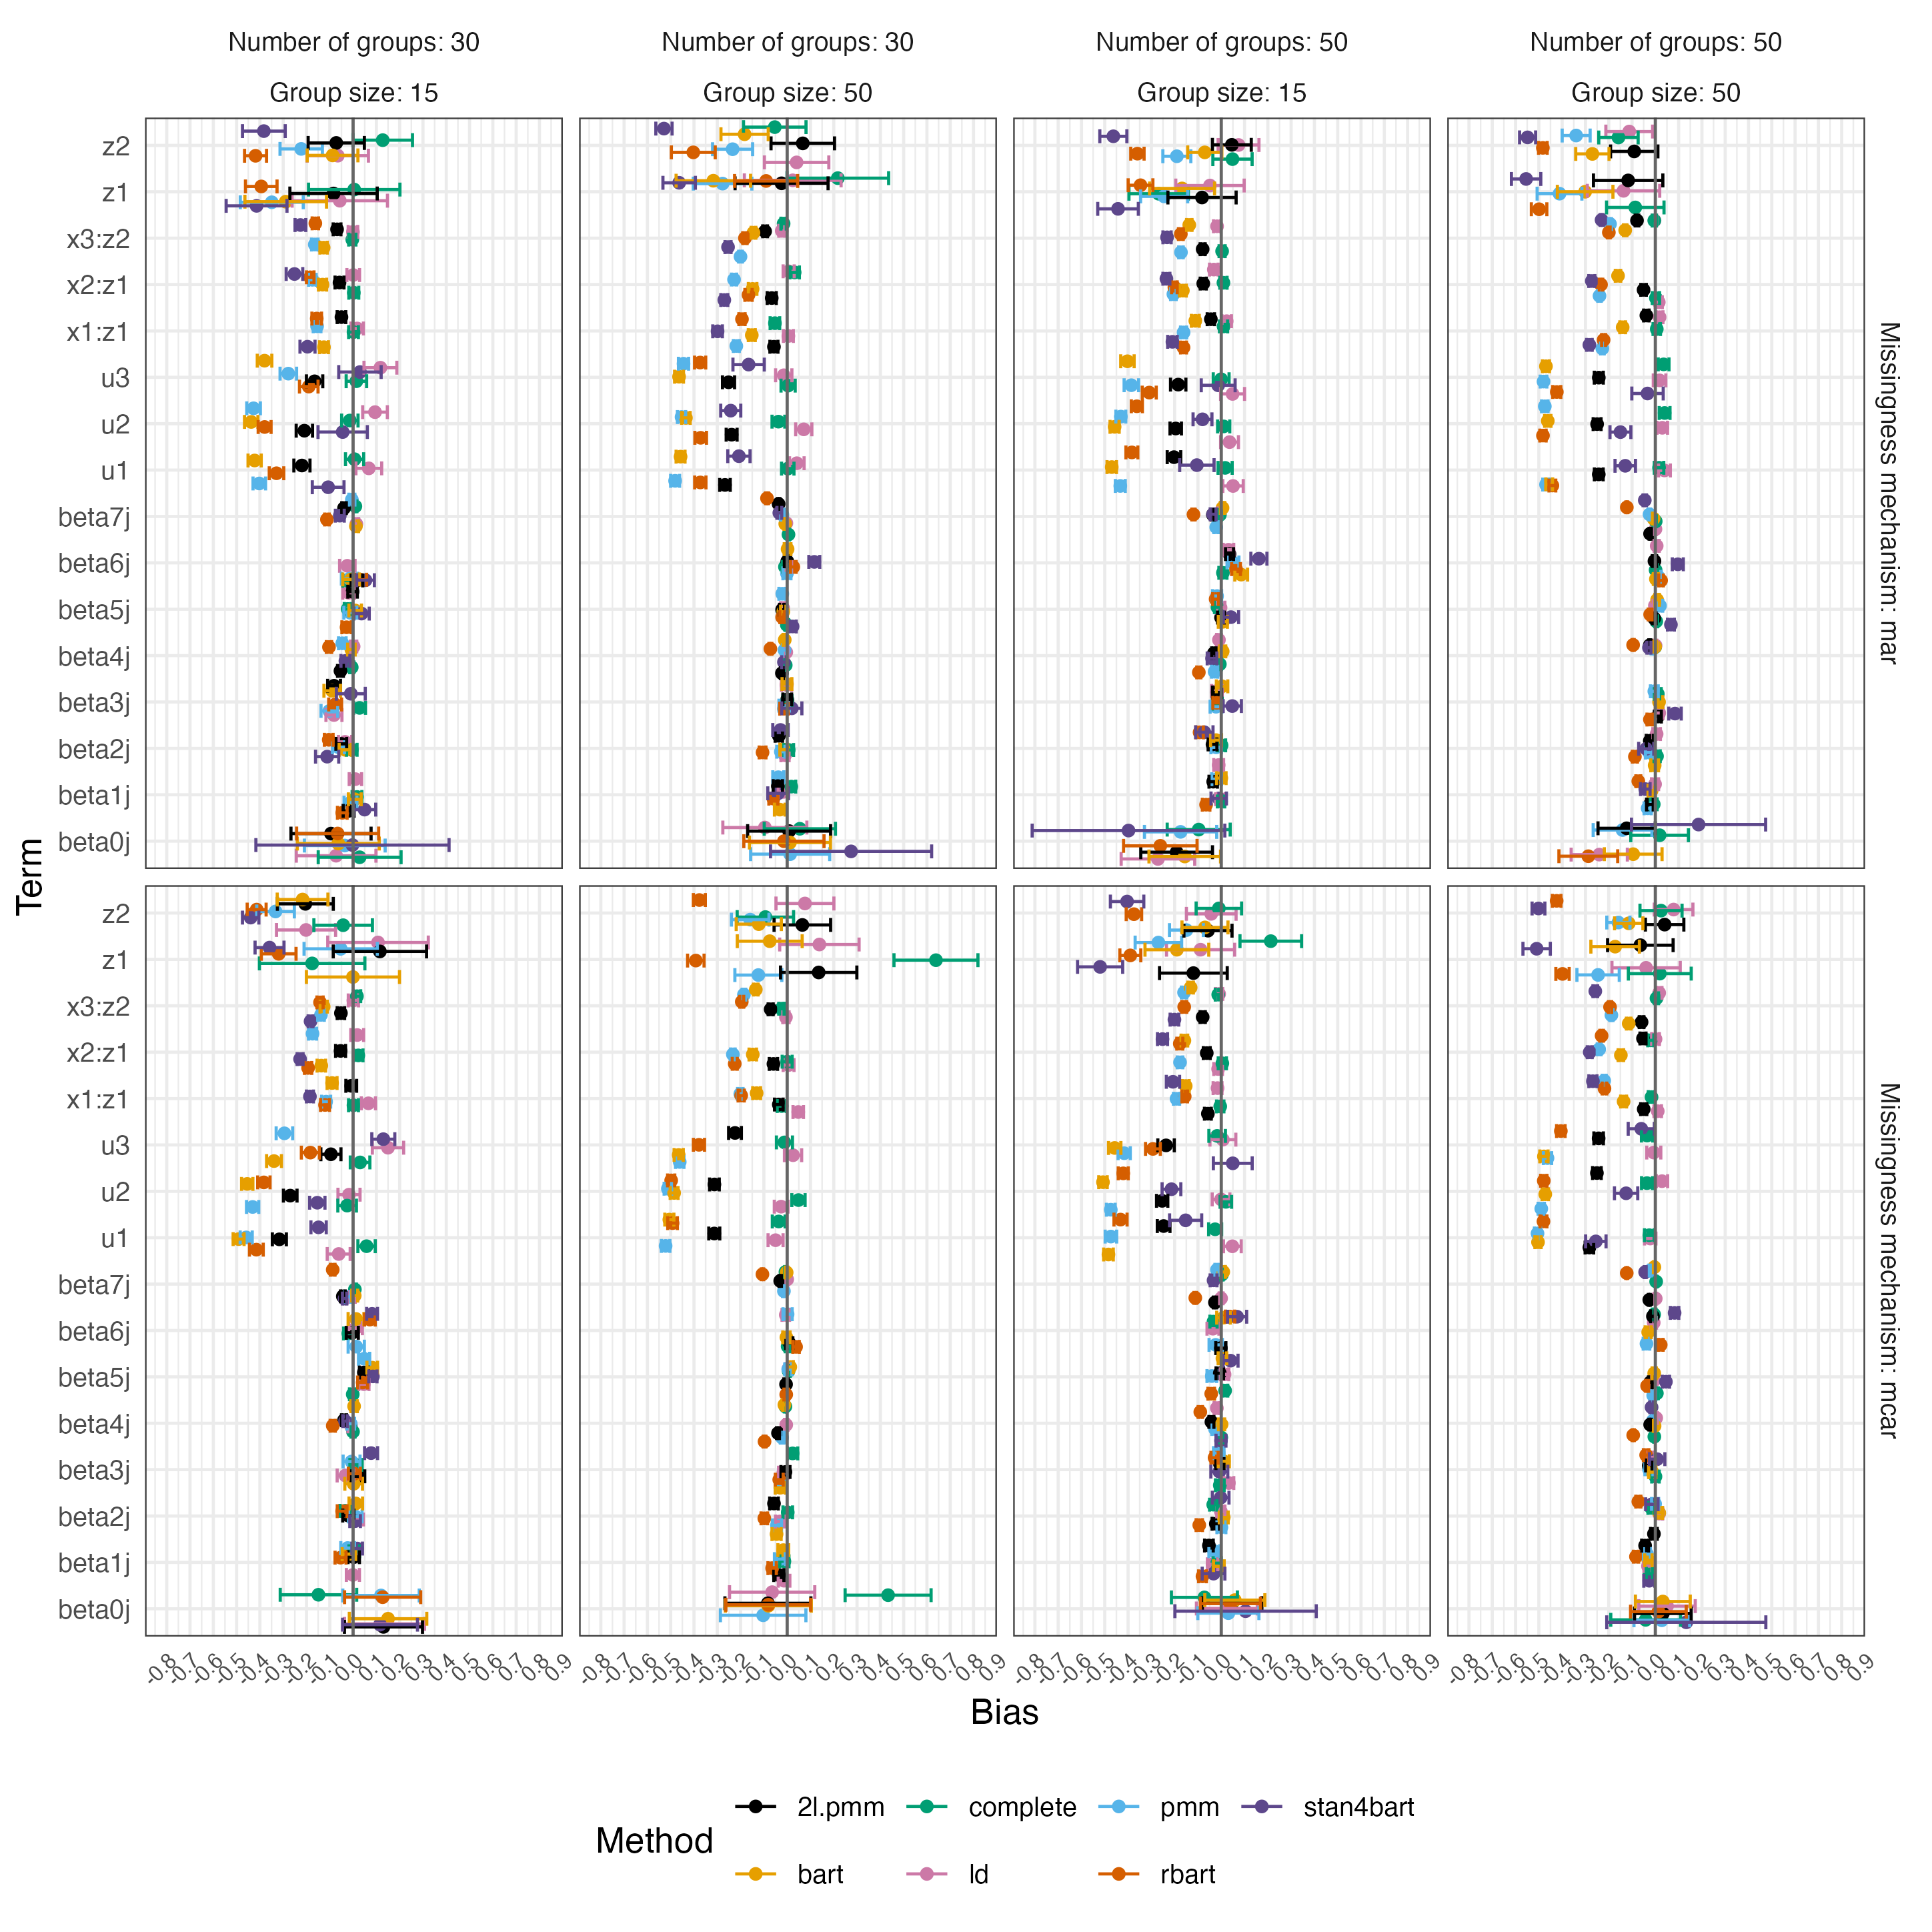 Number of groups: 30 Number of groups: 30 Number of groups: 50 Number of groups: 50
Group size: 15 Group size: 50 Group size: 15 Group size: 50
z2
z1
x3:z2
x2:z1
x1:z1
u3
u2
u1
beta7j
beta6j
beta5j
beta4j
beta3j
beta2j
beta1j
beta0j
Missingness mechanism: mar
Term
z2
z1
x3:z2
x2:z1
x1:z1
u3
u2
u1
beta7j
beta6j
beta5j
beta4j
beta3j
beta2j
beta1j
beta0j
Missingness mechanism: mcar
-0.8 -0.7 -0.6 -0.5 -0.4 -0.3 -0.2 -0.1 0.0 0.1 0.2 0.3 0.4 0.5 0.6 0.7 0.8 0.9 -0.8 -0.7 -0.6 -0.5 -0.4 -0.3 -0.2 -0.1 0.0 0.1 0.2 0.3 0.4 0.5 0.6 0.7 0.8 0.9 -0.8 -0.7 -0.6 -0.5 -0.4 -0.3 -0.2 -0.1 0.0 0.1 0.2 0.3 0.4 0.5 0.6 0.7 0.8 0.9 -0.8 -0.7 -0.6 -0.5 -0.4 -0.3 -0.2 -0.1 0.0 0.1 0.2 0.3 0.4 0.5 0.6 0.7 0.8 0.9
Bias
Method
2l.pmm complete pmm stan4bart
bart ld rbart